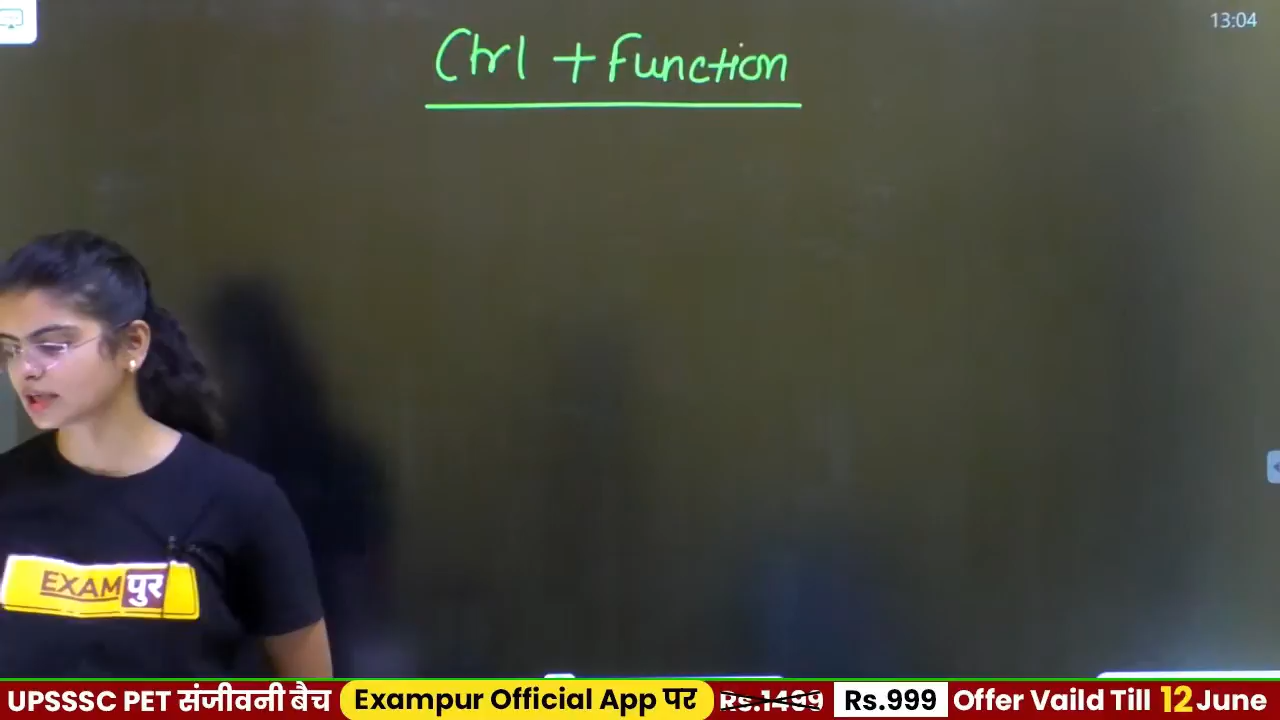 13:04
Ctrl + Function
EXAMपुर
UPSSSC PET संजीवनी बैच Exampur Official App पर Rs.1499 Rs.999 Offer Vaild Till 12 June